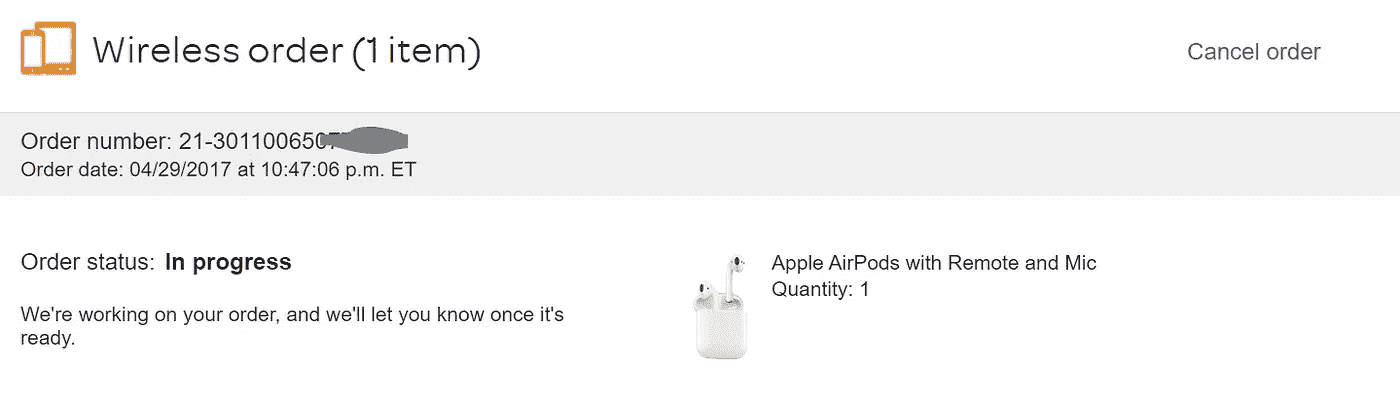 Wireless order (1 item)
Cancel order
Order number: 21-3011006507
Order date: 04/29/2017 at 10:47:06 p.m. ET
Order status: In progress
We're working on your order, and we'll let you know once it's
ready.
Apple AirPods with Remote and Mic
Quantity: 1